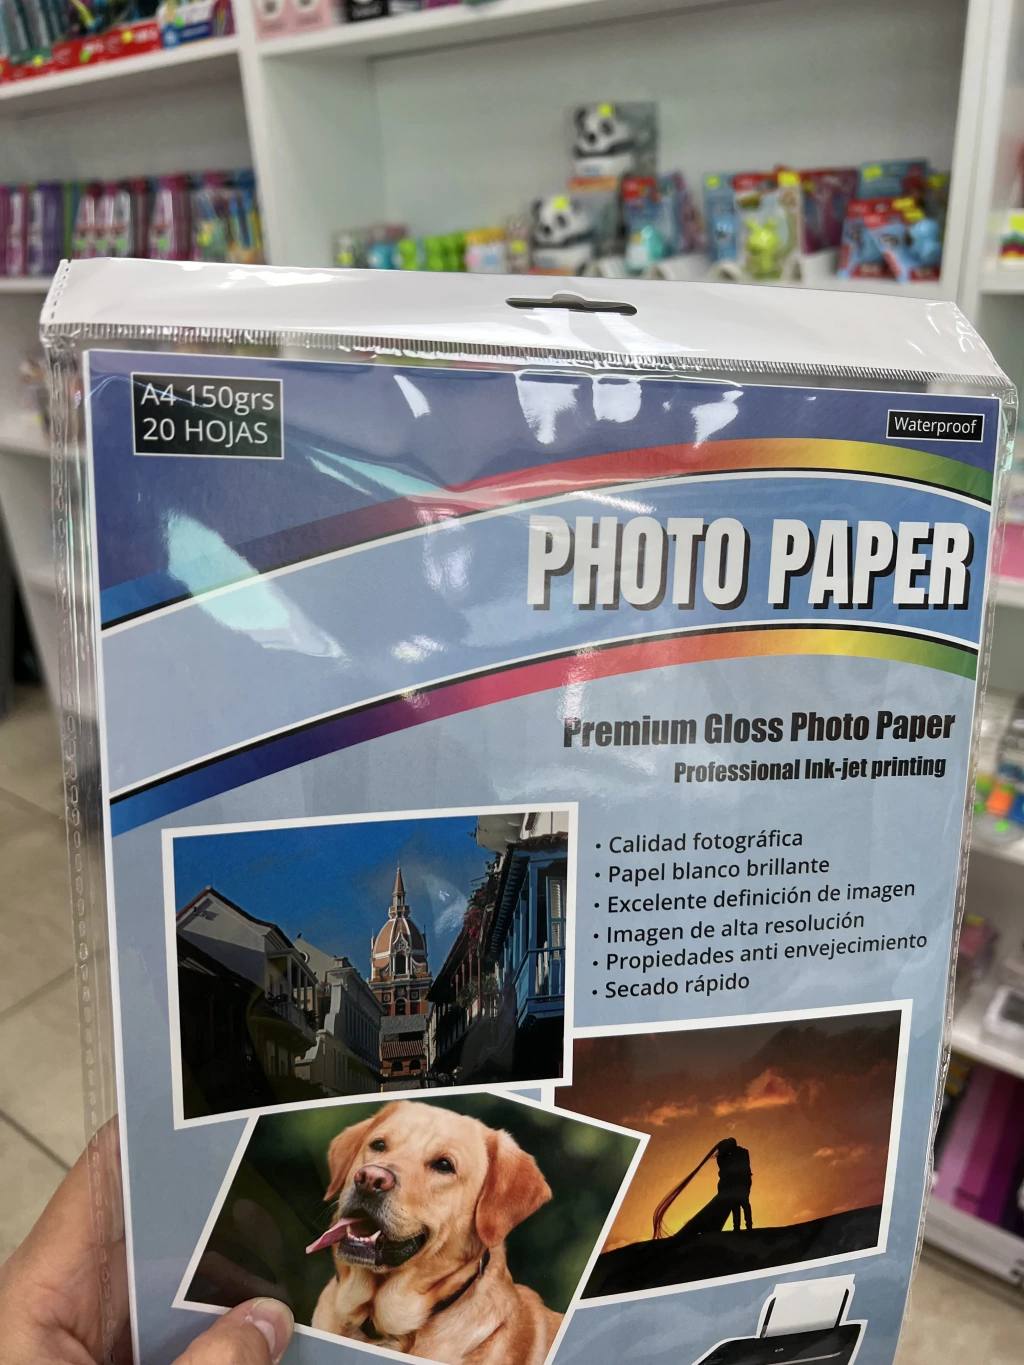 A4 150grs
20 HOJAS
Waterproof
PHOTO PAPER
Premium Gloss Photo Paper
Professional Ink-jet printing
• Calidad fotográfica
• Papel blanco brillante
• Excelente definición de imagen
• Imagen de alta resolución
• Propiedades anti envejecimiento
• Secado rápido